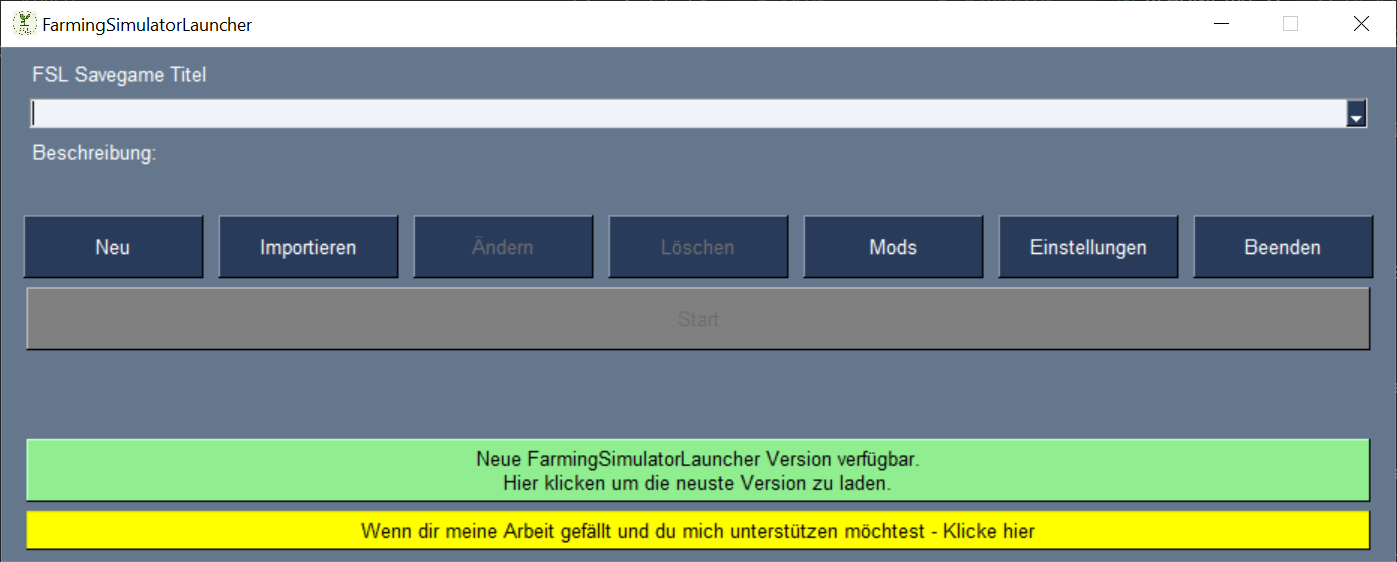 FarmingSimulatorLauncher
FSL Savegame Titel
Beschreibung:
Neu Importieren Ändern Löschen Mods Einstellungen Beenden
Start
Neue FarmingSimulatorLauncher Version verfügbar.
Hier klicken um die neuste Version zu laden.
Wenn dir meine Arbeit gefällt und du mich unterstützen möchtest - Klicke hier